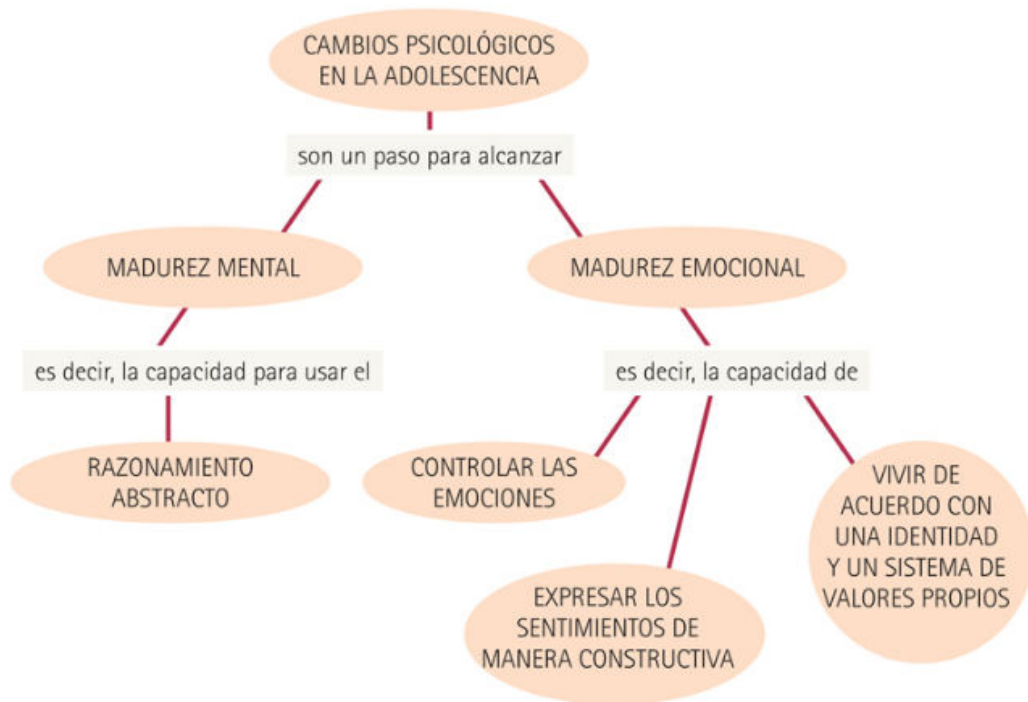 CAMBIOS PSICOLÓGICOS
EN LA ADOLESCENCIA
son un paso para alcanzar
MADUREZ MENTAL
MADUREZ EMOCIONAL
es decir, la capacidad para usar el
es decir, la capacidad de
RAZONAMIENTO
ABSTRACTO
CONTROLAR LAS
EMOCIONES
EXPRESAR LOS
SENTIMIENTOS DE
MANERA CONSTRUCTIVA
VIVIR DE
ACUERDO CON
UNA IDENTIDAD
Y UN SISTEMA DE
VALORES PROPIOS